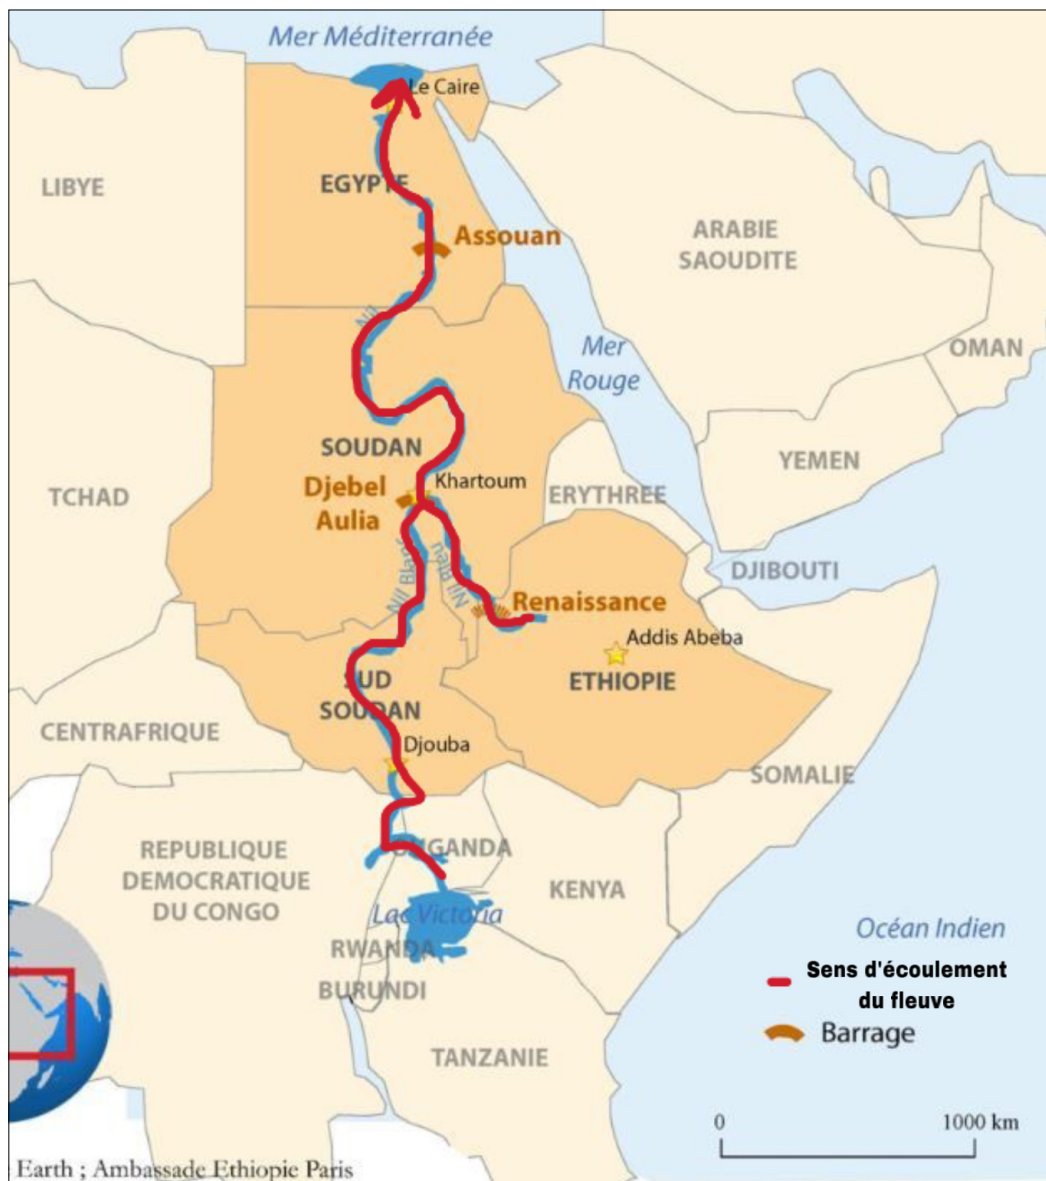 Mer Méditerranée
Le Caire
LIBYE
EGYPTE
Assouan
ARABIE
SAOUDITE
Nil
Mer
Rouge
OMAN
SOUDAN
YEMEN
TCHAD
Djebel
Aulia
Khartoum
ERYTHREE
Nil Blanc
Nil Bleu
DJIBOUTI
Renaissance
Addis Abeba
SUD
SOUDAN
ETHIOPIE
CENTRAFRIQUE
Djouba
SOMALIE
REPUBLIQUE
DEMOCRATIQUE
DU CONGO
OUGANDA
KENYA
Lac Victoria
Océan Indien
RWANDA
BURUNDI
Sens d'écoulement
du fleuve
Barrage
TANZANIE
0 1000 km
Earth ; Ambassade Ethiopie Paris